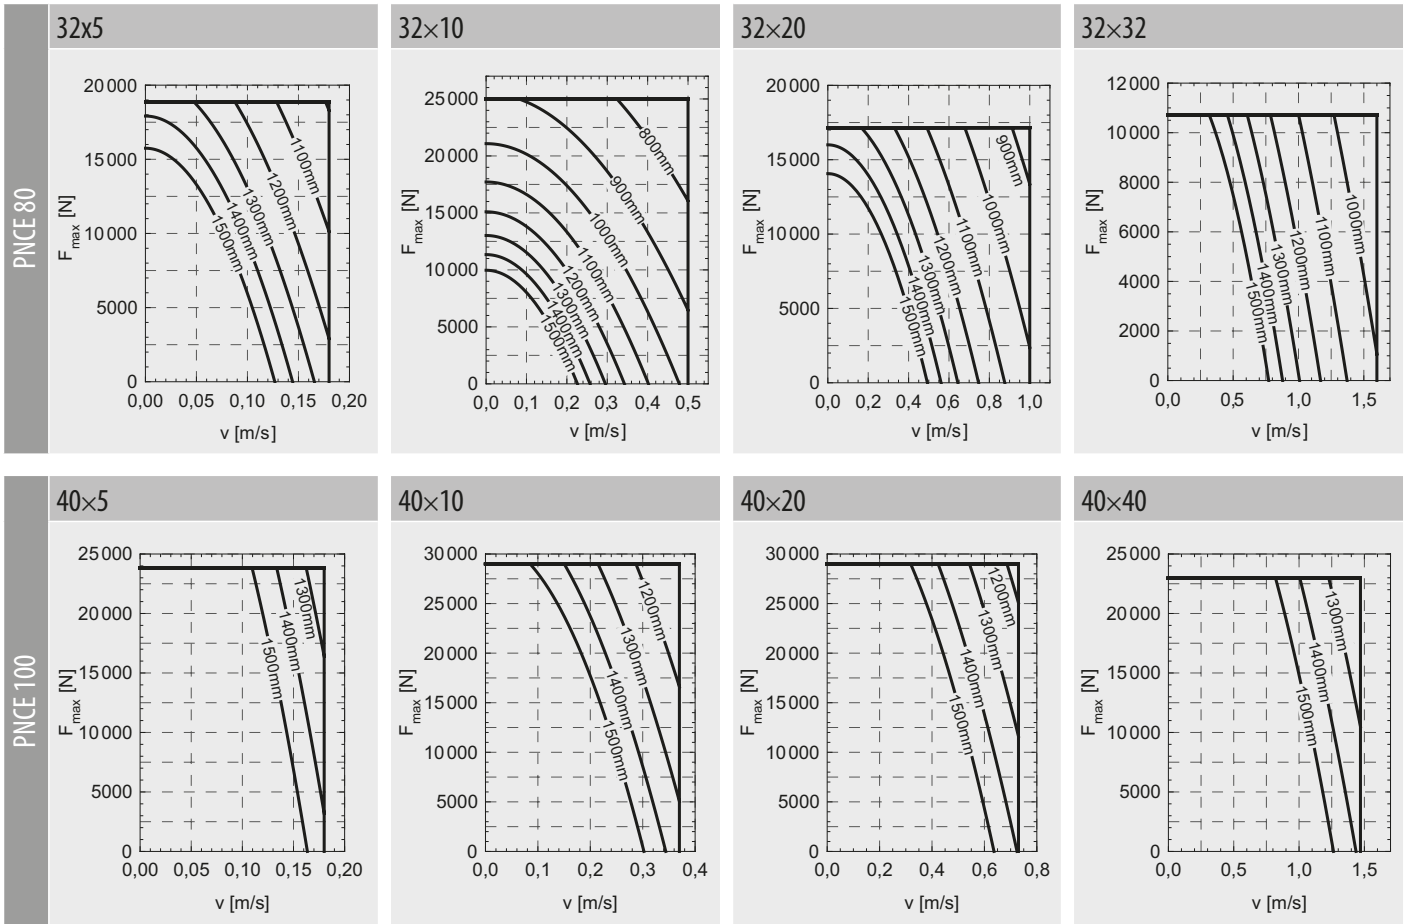 PNCE 80
32x5
20 000
15000
10 000
5000
0
F max [N]
0,00 0,05 0,10 0,15 0,20
v [m/s]
1100mm
1200mm
1300mm
1400mm
1500mm
32×10
25 000
20 000
15 000
10 000
5000
0
F max [N]
0,0 0,1 0,2 0,3 0,4 0,5
v [m/s]
800mm
900mm
1000mm
1100mm
1200mm
1300mm
1400mm
1500mm
32×20
20 000
15 000
10 000
5000
0
F max [N]
0,0 0,2 0,4 0,6 0,8 1,0
v [m/s]
900mm
1000mm
1100mm
1200mm
1300mm
1400mm
1500mm
32×32
12 000
10 000
8000
6000
4000
2000
0
F max [N]
0,0 0,5 1,0 1,5
v [m/s]
1000mm
1100mm
1200mm
1300mm
1400mm
1500mm
PNCE 100
40×5
25 000
20 000
15 000
10 000
5000
0
F max [N]
0,00 0,05 0,10 0,15 0,20
v [m/s]
1300mm
1400mm
1500mm
40×10
30 000
25 000
20 000
15 000
10 000
5000
0
F max [N]
0,0 0,1 0,2 0,3 0,4
v [m/s]
1200mm
1300mm
1400mm
1500mm
40×20
30 000
25 000
20 000
15 000
10 000
5000
0
F max [N]
0,0 0,2 0,4 0,6 0,8
v [m/s]
1200mm
1300mm
1400mm
1500mm
40×40
25 000
20 000
15 000
10 000
5000
0
F max [N]
0,0 0,5 1,0 1,5
v [m/s]
1300mm
1400mm
1500mm